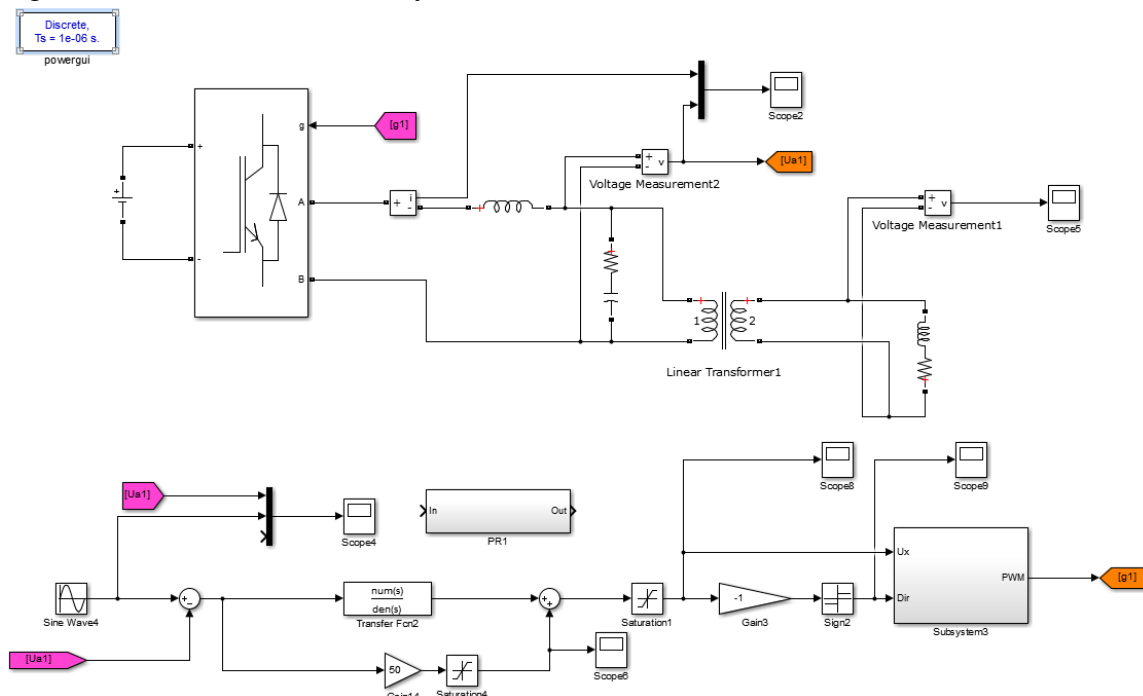 Discrete,
Ts = 1e-06 s.
powergui
g
[g1]
Scope2
+
A
i
+
-
+
-
v
[Ua1]
Voltage Measurement2
+
-
v
Voltage Measurement1
Scope5
-
B
1
2
Linear Transformer1
[Ua1]
Scope4
In
Out
PR1
Scope8
Scope9
Sine Wave4
num(s)
den(s)
Transfer Fcn2
Saturation1
-1
Gain3
Sign2
Ux
Dir
PWM
Subsystem3
[g1]
[Ua1]
50
Gain14
Saturation4
Scope6